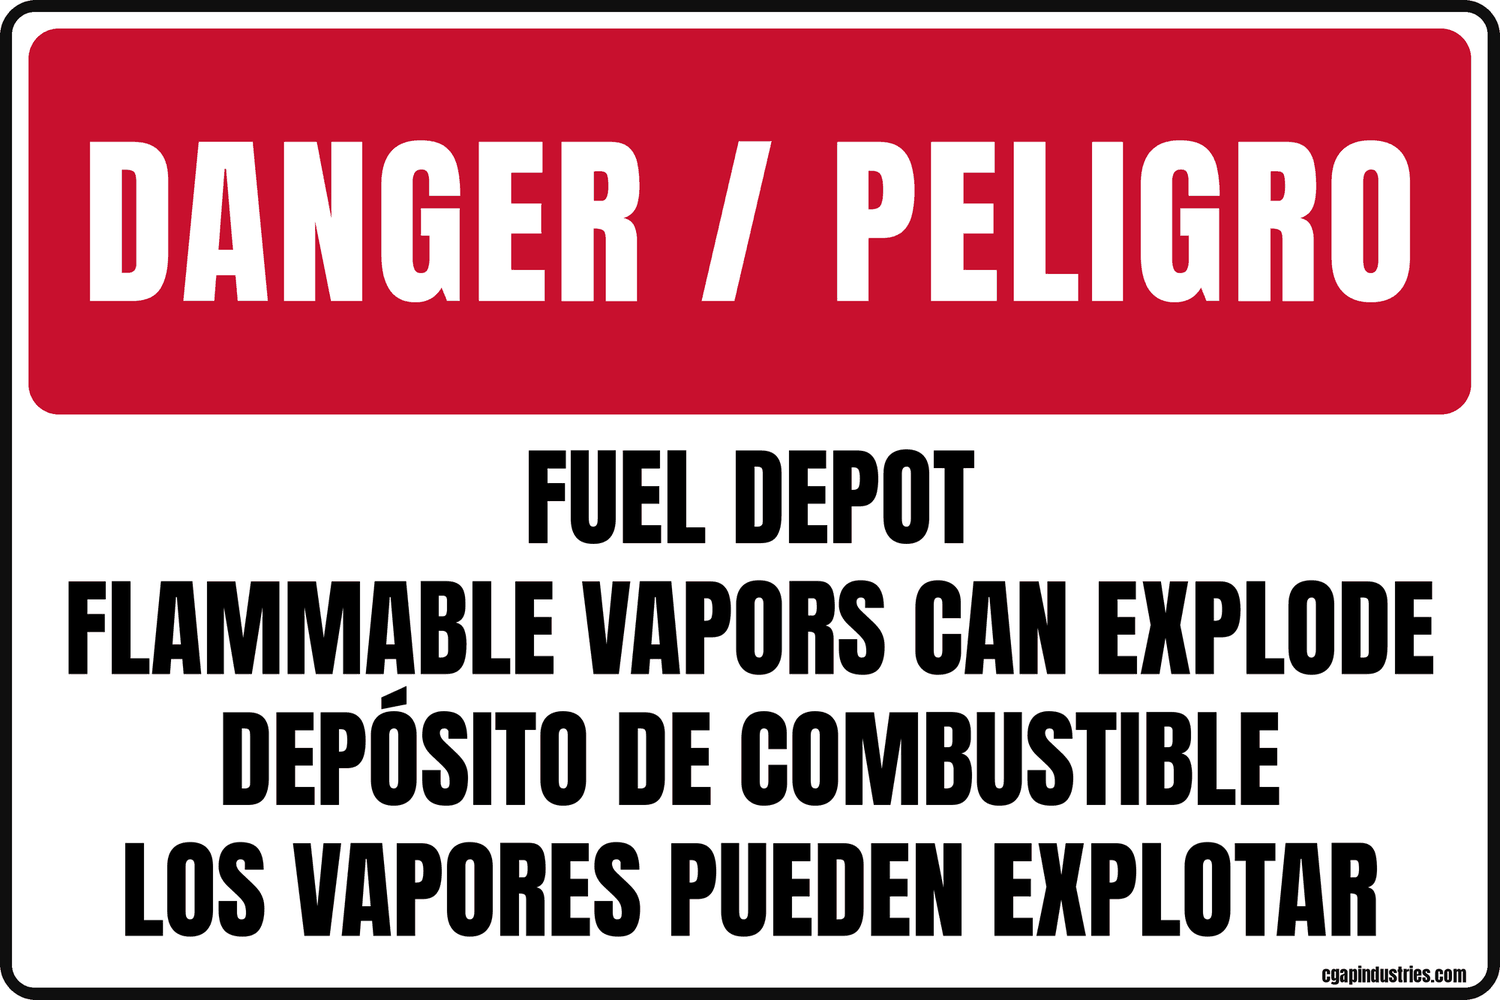 DANGER / PELIGRO
FUEL DEPOT
FLAMMABLE VAPORS CAN EXPLODE
DEPÓSITO DE COMBUSTIBLE
LOS VAPORES PUEDEN EXPLOTAR
cgapindustries.com